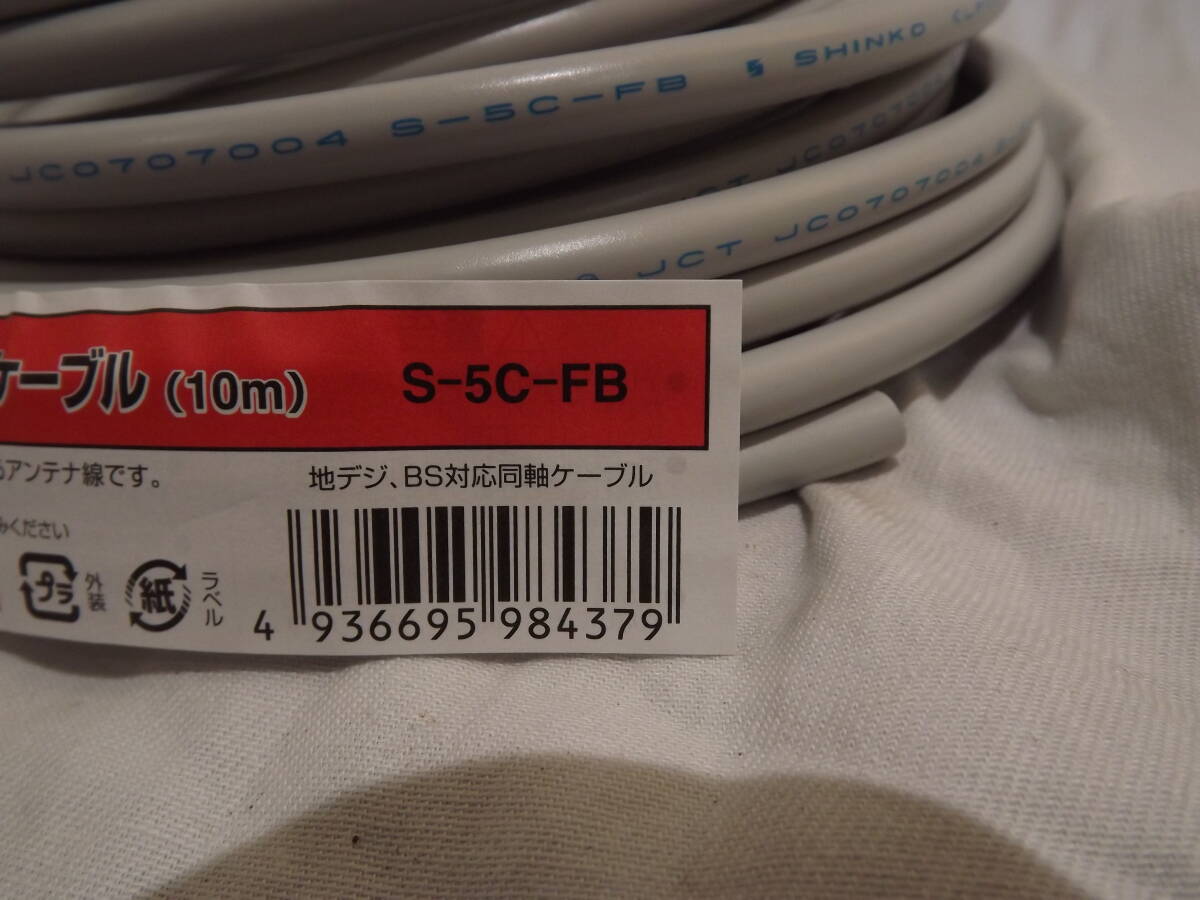 JC0707004 S-5C-FB SHINKO
JCT JC0707004
ケーブル (10m) S-5C-FB
アンテナ線です。
地デジ、BS対応同軸ケーブル
ください
プラ 外装 紙 ラベル
4 936695 984379